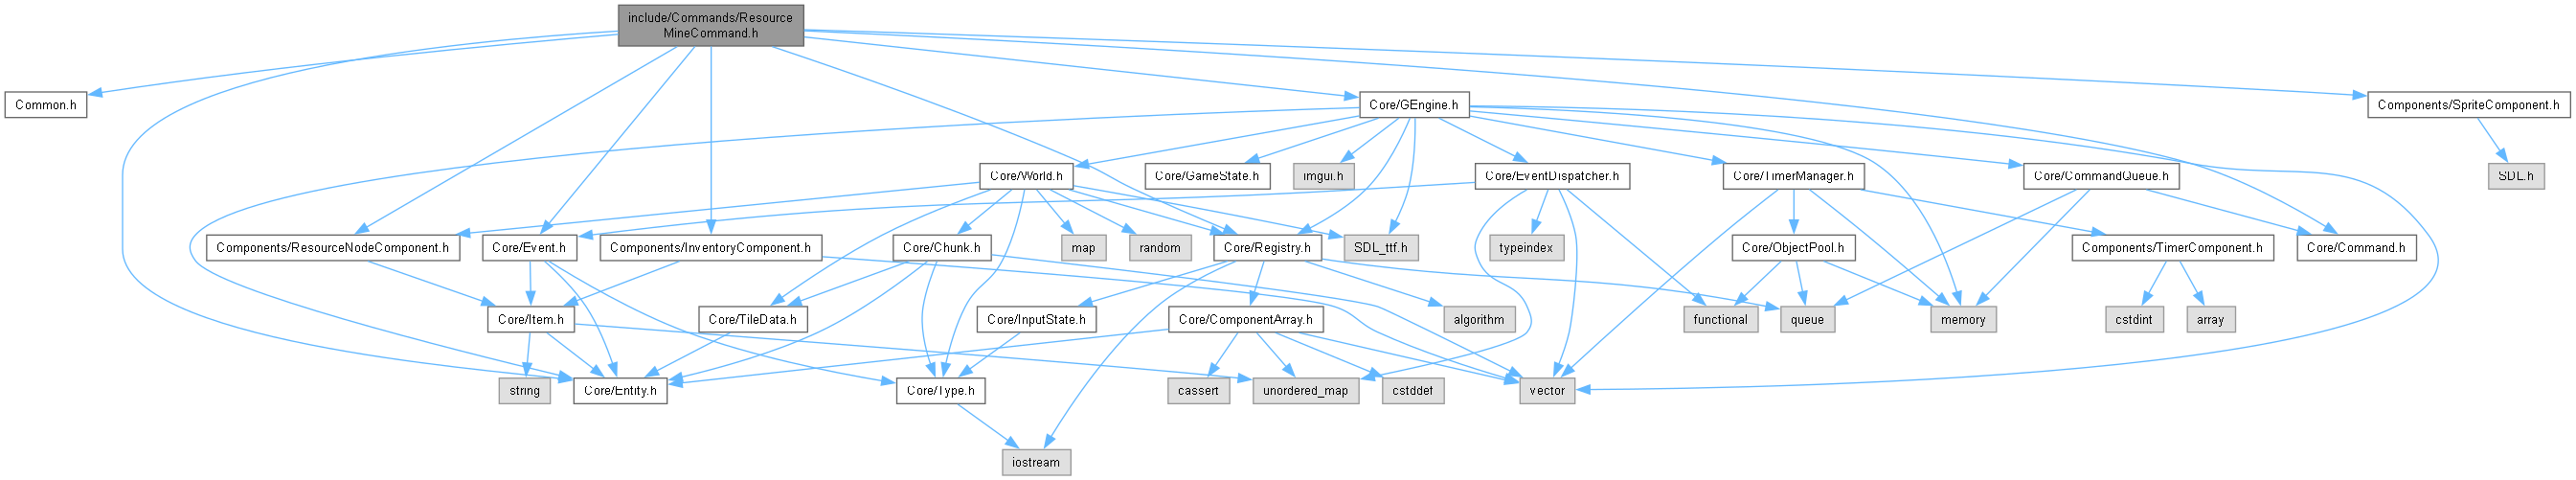 include/Commands/Resource
MineCommand.h
Common.h
Core/GEngine.h
Components/SpriteComponent.h
Core/World.h
Core/GameState.h
imgui.h
Core/EventDispatcher.h
Core/TimerManager.h
Core/CommandQueue.h
SDL.h
Components/ResourceNodeComponent.h
Core/Event.h
Components/InventoryComponent.h
Core/Chunk.h
map
random
Core/Registry.h
SDL_ttf.h
typeindex
Core/ObjectPool.h
Components/TimerComponent.h
Core/Command.h
Core/Item.h
Core/TileData.h
Core/InputState.h
Core/ComponentArray.h
algorithm
functional
queue
memory
cstdint
array
string
Core/Entity.h
Core/Type.h
cassert
unordered_map
cstddef
vector
iostream